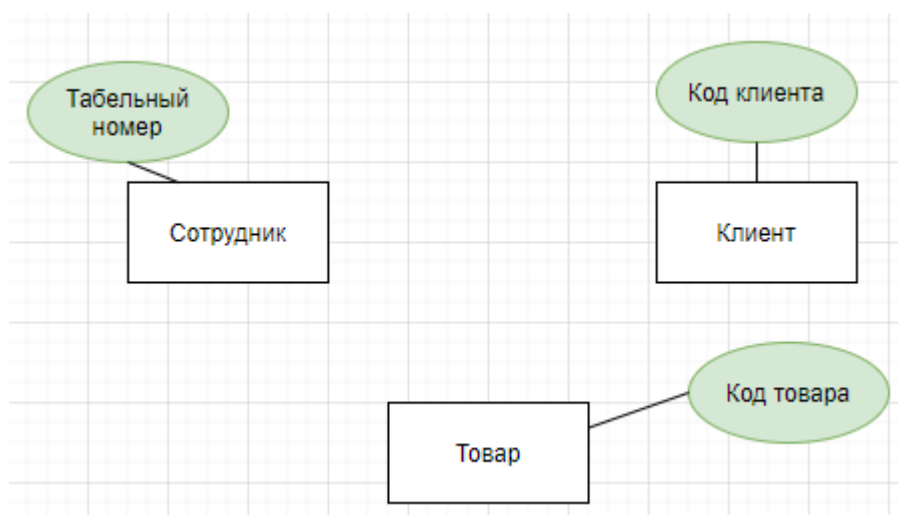 Табельный
номер
Код клиента
Сотрудник
Клиент
Код товара
Товар